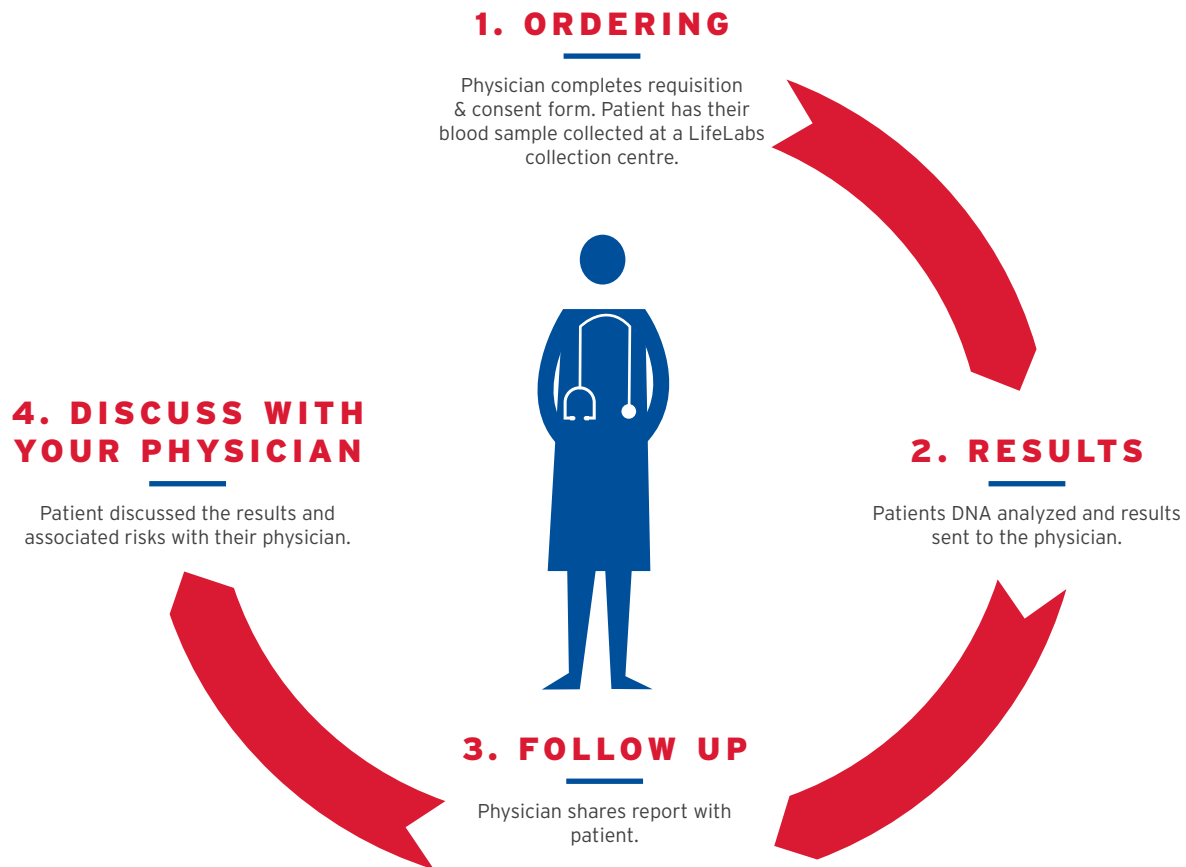 1. ORDERING
Physician completes requisition
& consent form. Patient has their
blood sample collected at a LifeLabs
collection centre.
2. RESULTS
Patients DNA analyzed and results
sent to the physician.
3. FOLLOW UP
Physician shares report with
patient.
4. DISCUSS WITH
YOUR PHYSICIAN
Patient discussed the results and
associated risks with their physician.